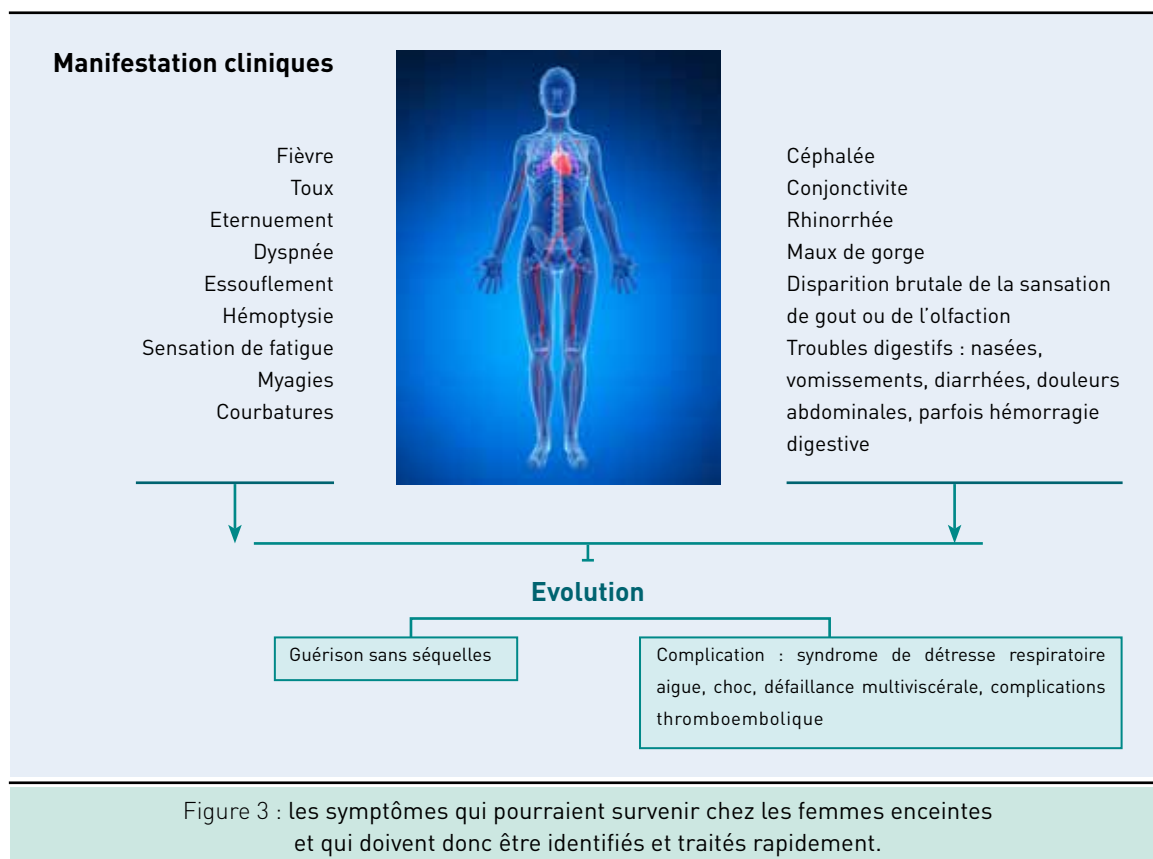 Manifestation cliniques
Fièvre
Toux
Eternuement
Dyspnée
Essouflement
Hémoptysie
Sensation de fatigue
Myagies
Courbatures
Céphalée
Conjonctivite
Rhinorrhée
Maux de gorge
Disparition brutale de la sansation
de gout ou de l’olfaction
Troubles digestifs : nasées,
vomissements, diarrhées, douleurs
abdominales, parfois hémorragie
digestive
Evolution
Guérison sans séquelles
Complication : syndrome de détresse respiratoire
aigue, choc, défaillance multiviscérale, complications
thromboembolique
Figure 3 : les symptômes qui pourraient survenir chez les femmes enceintes
et qui doivent donc être identifiés et traités rapidement.